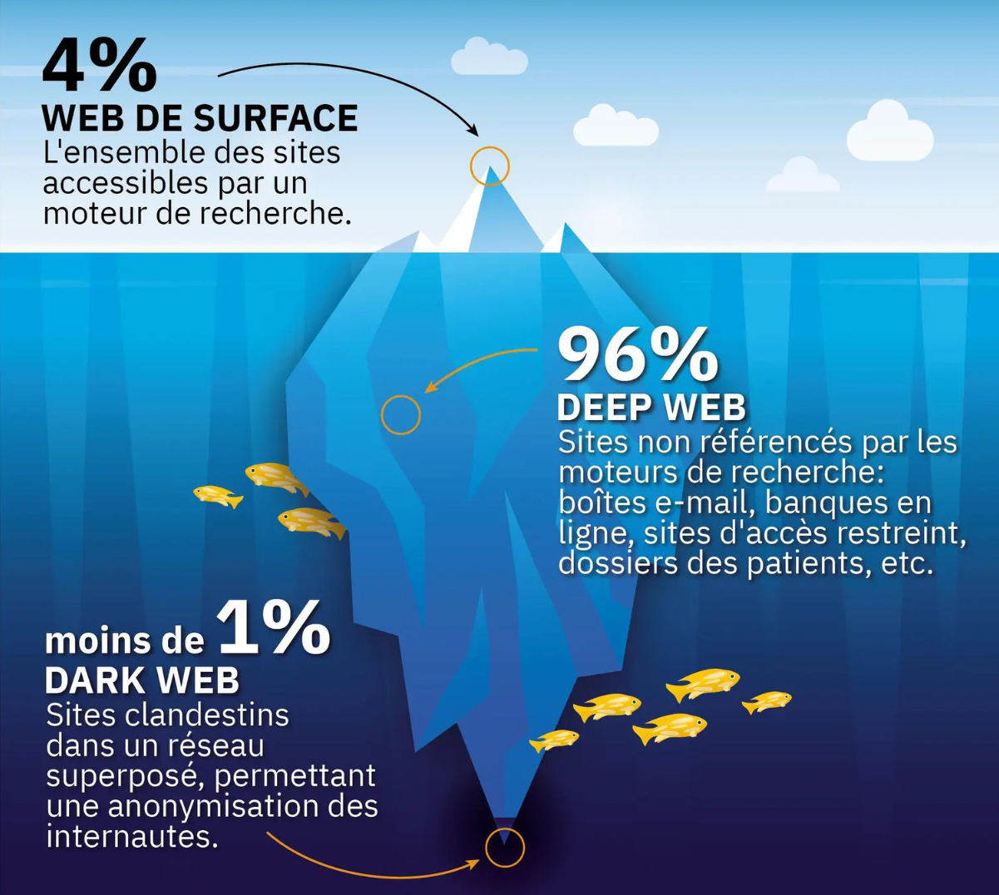 4%
WEB DE SURFACE
L'ensemble des sites
accessibles par un
moteur de recherche.
96%
DEEP WEB
Sites non référencés par les
moteurs de recherche:
boîtes e-mail, banques en
ligne, sites d'accès restreint,
dossiers des patients, etc.
moins de 1%
DARK WEB
Sites clandestins
dans un réseau
superposé, permettant
une anonymisation des
internautes.